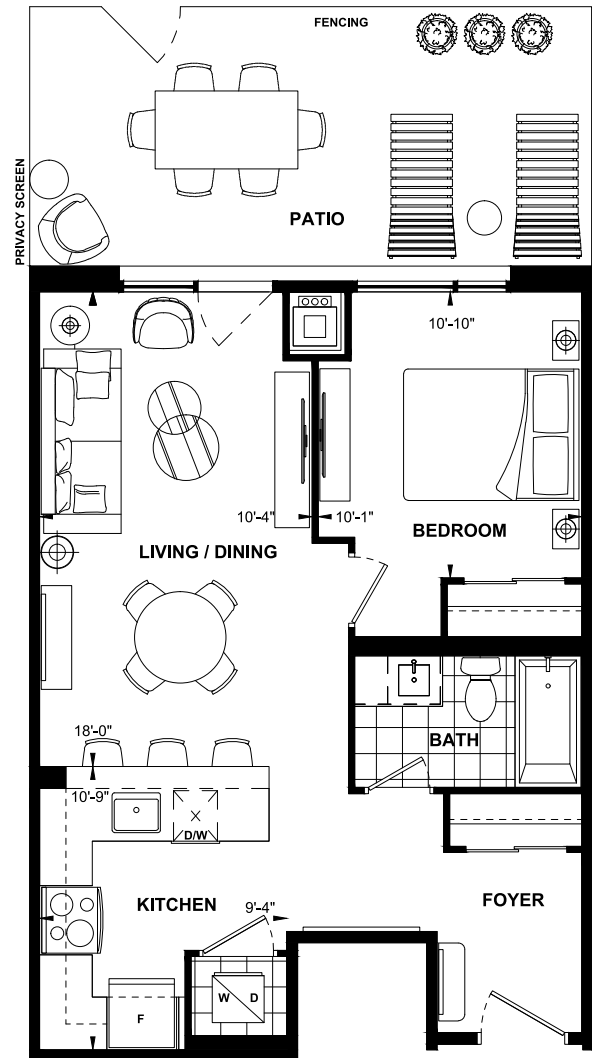 FENCING
PRIVACY SCREEN
PATIO
10'-10"
10'-4"
10'-1"
BEDROOM
LIVING / DINING
18'-0"
BATH
10'-9"
D/W
KITCHEN
9'-4"
FOYER
W D
F